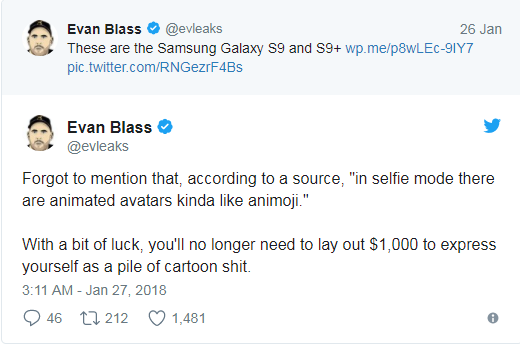 Evan Blass @evleaks 26 Jan
These are the Samsung Galaxy S9 and S9+ wp.me/p8wLEc-9IY7
pic.twitter.com/RNGezrF4Bs
Evan Blass
@evleaks
Forgot to mention that, according to a source, "in selfie mode there
are animated avatars kinda like animoji."
With a bit of luck, you'll no longer need to lay out $1,000 to express
yourself as a pile of cartoon shit.
3:11 AM - Jan 27, 2018
46 212 1,481